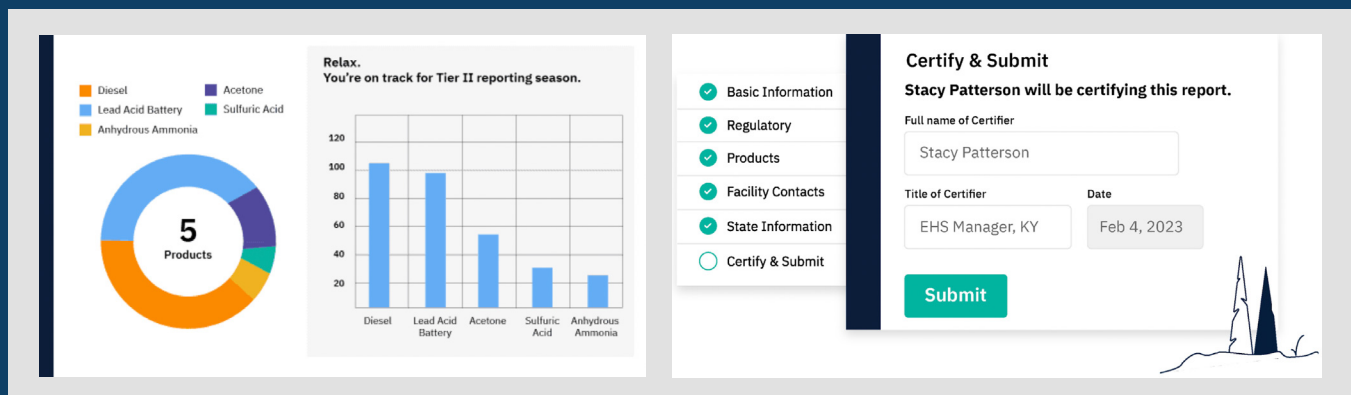 Diesel
Acetone
Lead Acid Battery
Sulfuric Acid
Anhydrous Ammonia
5
Products
Relax.
You're on track for Tier II reporting season.
120
100
80
60
40
20
Diesel
Lead Acid
Battery
Acetone
Sulfuric
Acid
Anhydrous
Ammonia
Basic Information
Regulatory
Products
Facility Contacts
State Information
Certify & Submit
Certify & Submit
Stacy Patterson will be certifying this report.
Full name of Certifier
Stacy Patterson
Title of Certifier
Date
EHS Manager, KY
Feb 4, 2023
Submit